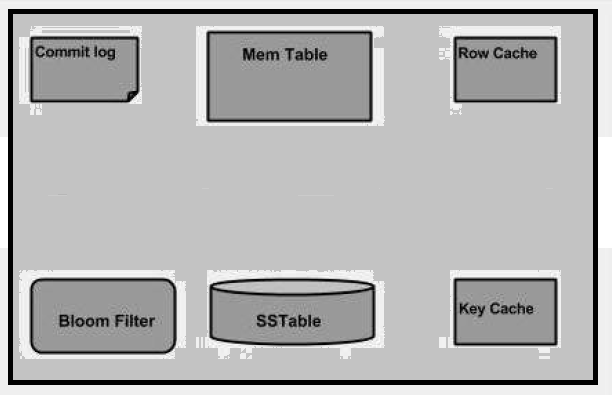 Commit log
Mem Table
Row Cache
Bloom Filter
SSTable
Key Cache